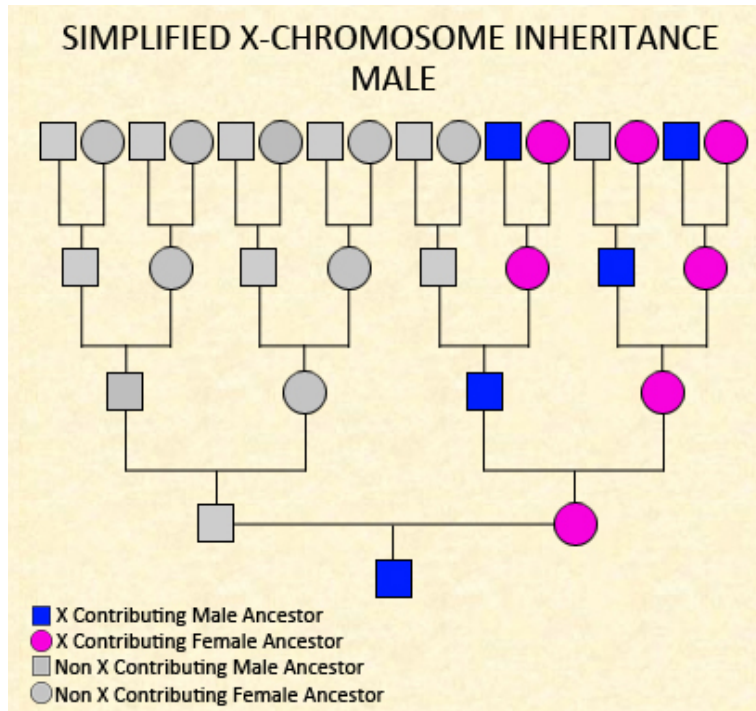 SIMPLIFIED X-CHROMOSOME INHERITANCE
MALE
X Contributing Male Ancestor
X Contributing Female Ancestor
Non X Contributing Male Ancestor
Non X Contributing Female Ancestor